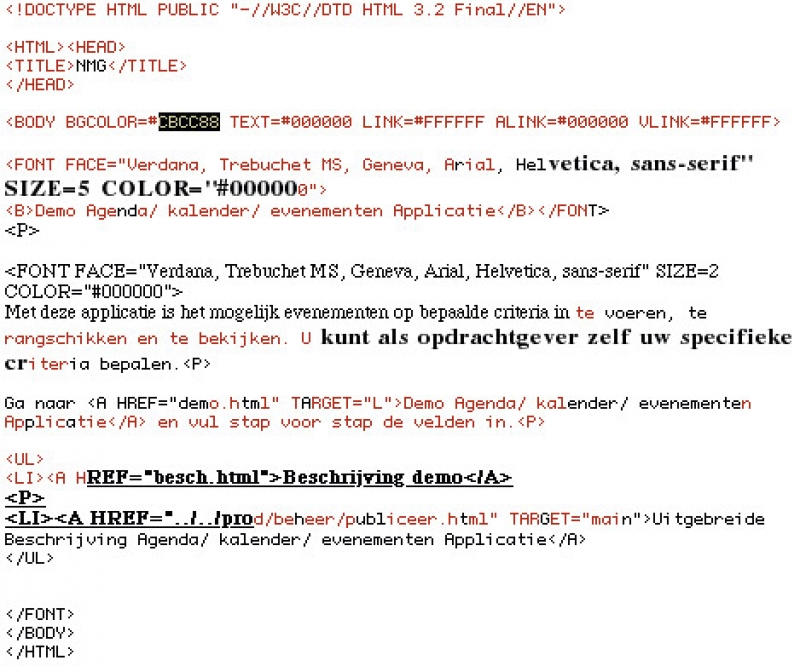 <!DOCTYPE HTML PUBLIC "-//W3C//DTD HTML 3.2 Final//EN">
<HTML><HEAD>
<TITLE>NMG</TITLE>
</HEAD>
<BODY BGCOLOR=#CBCC88 TEXT=#000000 LINK=#FFFFFF ALINK=#000000 VLINK=#FFFFFF>
<FONT FACE="Verdana, Trebuchet MS, Geneva, Arial, Helvetica, sans-serif"
SIZE=5 COLOR="#000000">
<B>Demo Agenda/ kalender/ evenementen Applicatie</B></FONT>
<P>
<FONT FACE="Verdana, Trebuchet MS, Geneva, Arial, Helvetica, sans-serif" SIZE=2
COLOR="#000000">
Met deze applicatie is het mogelijk evenementen op bepaalde criteria in te voeren, te
rangschikken en te bekijken. U kunt als opdrachtgever zelf uw specifieke
criteria bepalen.<P>
Ga naar <A HREF="demo.html" TARGET="L">Demo Agenda/ kalender/ evenementen
Applicatie</A> en vul stap voor stap de velden in.<P>
<UL>
<LI><A HREF="besch.html">Beschrijving demo</A>
<P>
<LI><A HREF="../../prod/beheer/publiceer.html" TARGET="main">Uitgebreide
Beschrijving Agenda/ kalender/ evenementen Applicatie</A>
</UL>
</FONT>
</BODY>
</HTML>